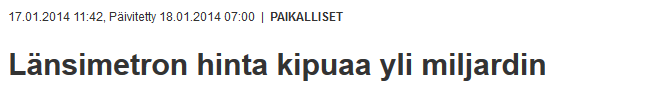 17.01.2014 11:42, Päivitetty 18.01.2014 07:00 | PAIKALLISET
Länsimetron hinta kipuaa yli miljardin